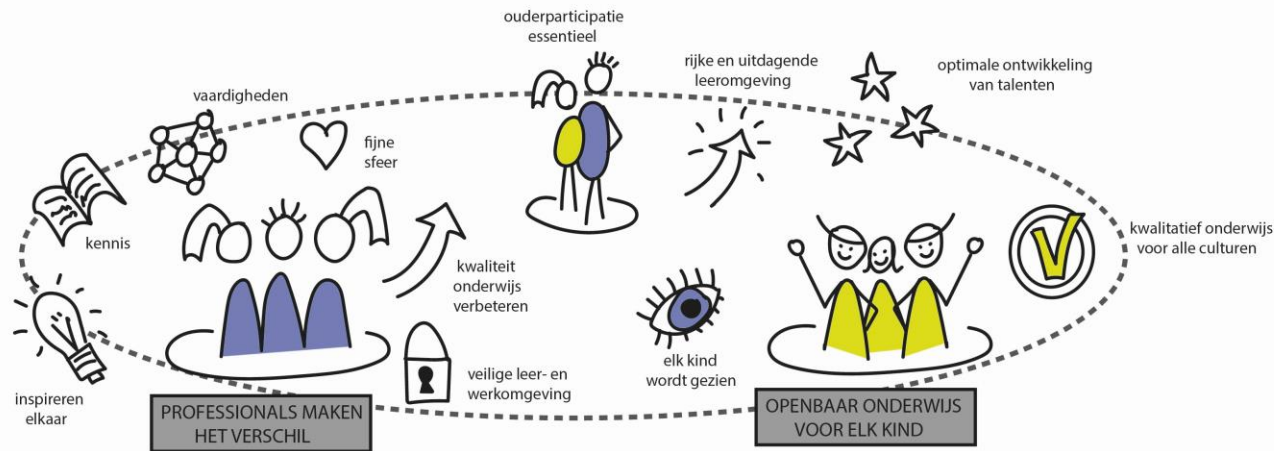 ouderparticipatie
essentieel
rijke en uitdagende
leeromgeving
optimale ontwikkeling
van talenten
vaardigheden
fijne
sfeer
kennis
kwaliteit
onderwijs
verbeteren
kwalitatief onderwijs
voor alle culturen
inspireren
elkaar
veilige leer- en
werkomgeving
elk kind
wordt gezien
PROFESSIONALS MAKEN
HET VERSCHIL
OPENBAAR ONDERWIJS
VOOR ELK KIND